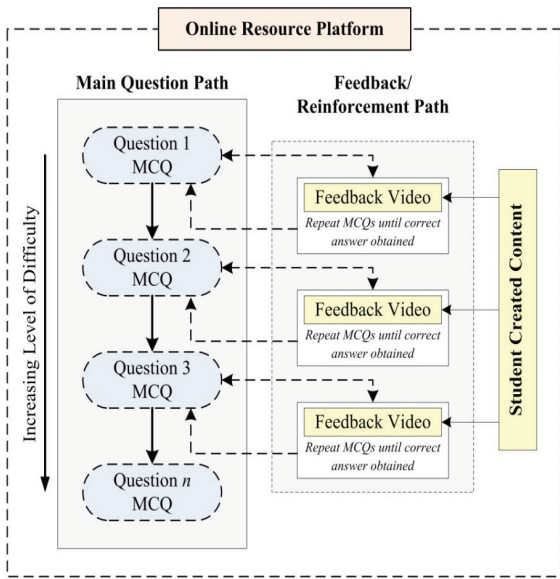 Online Resource Platform
Main Question Path
Feedback/
Reinforcement Path
Increasing Level of Difficulty
Question 1
MCQ
Question 2
MCQ
Question 3
MCQ
Question n
MCQ
Feedback Video
Repeat MCQs until correct
answer obtained
Feedback Video
Repeat MCQs until correct
answer obtained
Feedback Video
Repeat MCQs until correct
answer obtained
Student Created Content